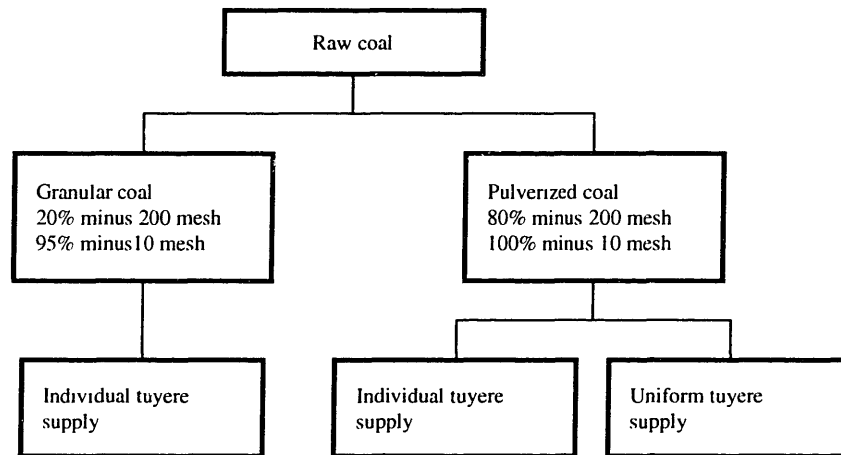 Raw coal
Granular coal
20% minus 200 mesh
95% minus10 mesh
Pulverized coal
80% minus 200 mesh
100% minus 10 mesh
Individual tuyere
supply
Individual tuyere
supply
Uniform tuyere
supply